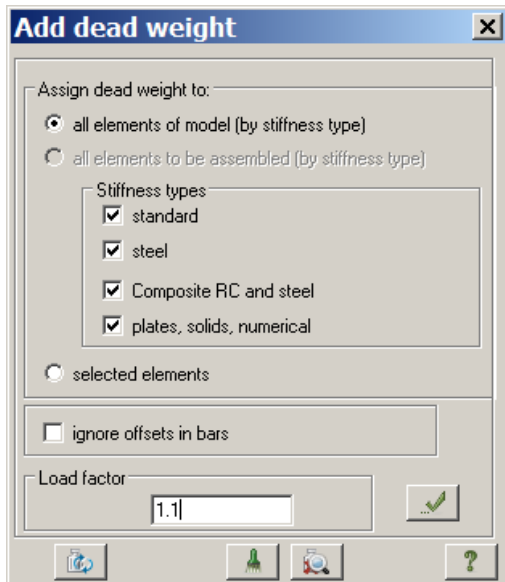 Add dead weight
Assign dead weight to:
all elements of model (by stiffness type)
all elements to be assembled (by stiffness type)
Stiffness types
standard
steel
Composite RC and steel
plates, solids, numerical
selected elements
ignore offsets in bars
Load factor
1.1
?